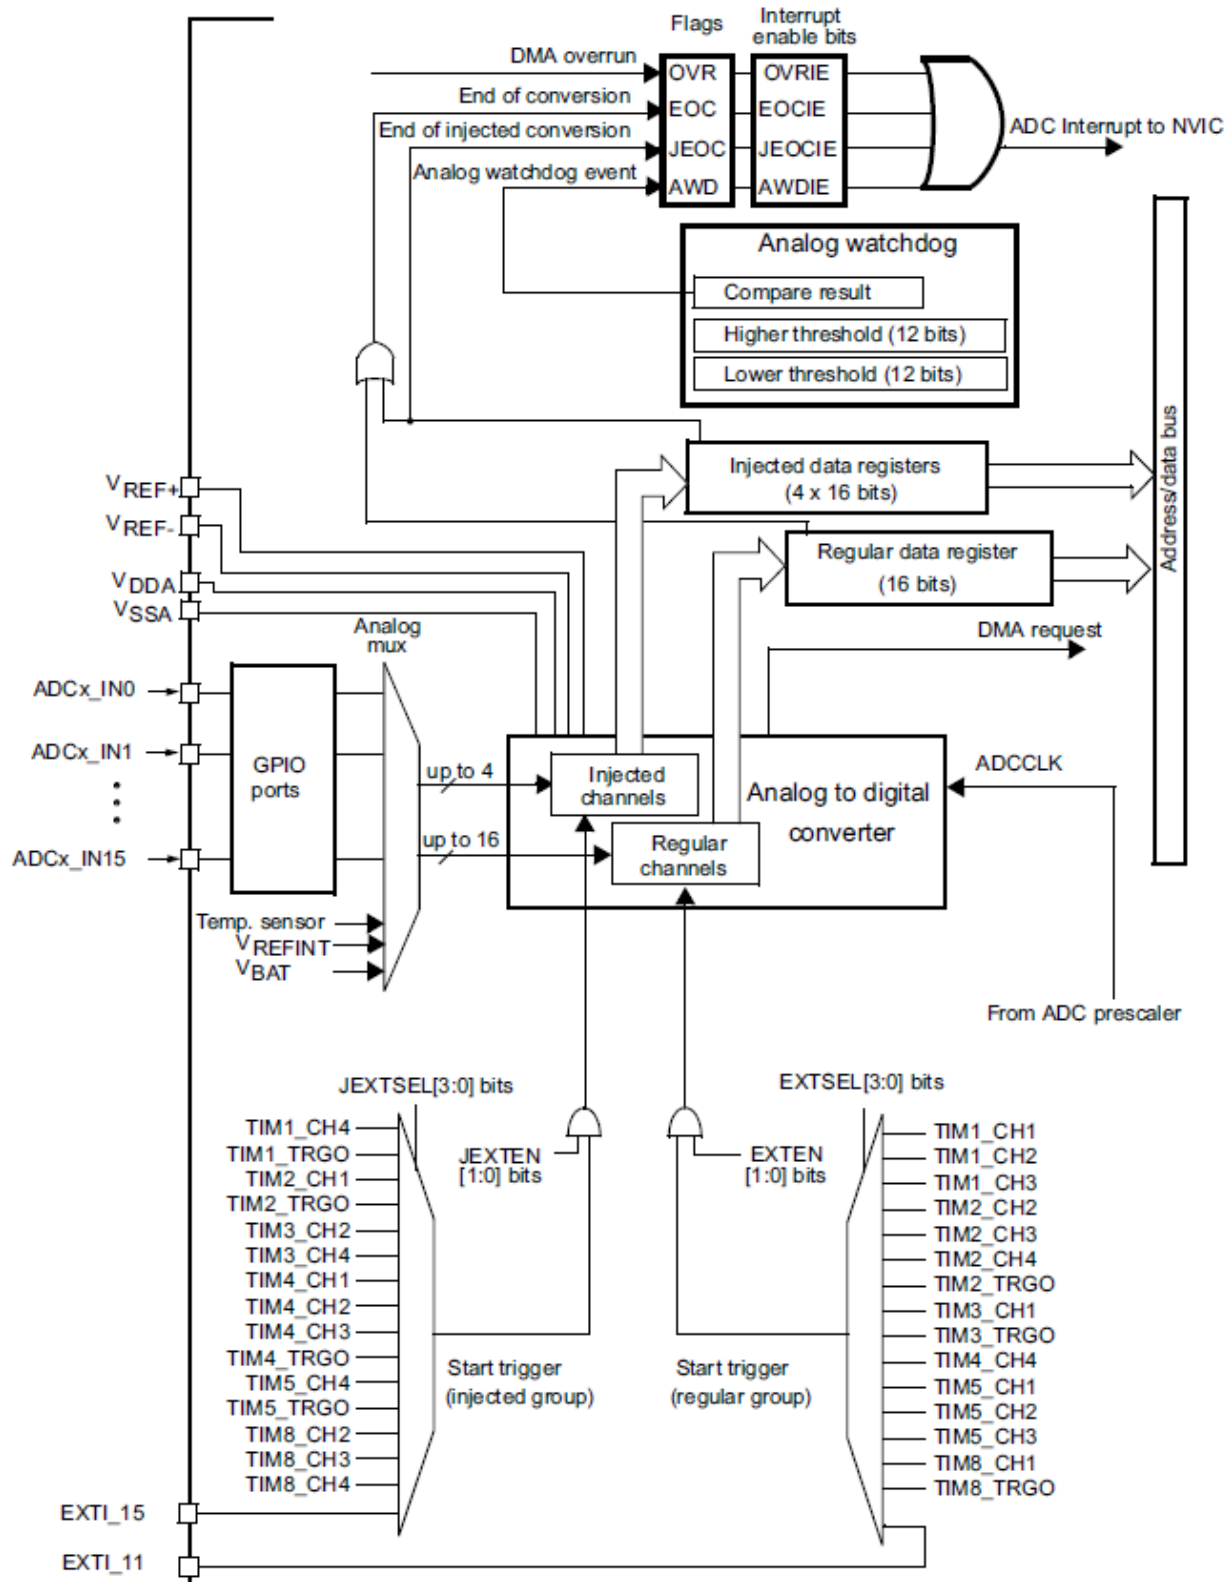 Flags
Interrupt
enable bits
DMA overrun
OVR
OVRIE
End of conversion
EOC
EOCIE
End of injected conversion
JEOC
JEOCIE
ADC Interrupt to NVIC
Analog watchdog event
AWD
AWDIE
Analog watchdog
Compare result
Higher threshold (12 bits)
Lower threshold (12 bits)
Address/data bus
Injected data registers
(4 x 16 bits)
VREF+
VREF-
Regular data register
(16 bits)
VDDA
VSSA
DMA request
Analog
mux
ADCx_IN0
ADCx_IN1
GPIO
ports
up to 4
Injected
channels
Analog to digital
converter
ADCCLK
up to 16
Regular
channels
ADCx_IN15
Temp. sensor
VREFINT
VBAT
From ADC prescaler
JEXTSEL[3:0] bits
EXTSEL[3:0] bits
JEXTEN
[1:0] bits
EXTEN
[1:0] bits
TIM1_CH4
TIM1_TRGO
TIM2_CH1
TIM2_TRGO
TIM3_CH2
TIM3_CH4
TIM4_CH1
TIM4_CH2
TIM4_CH3
TIM4_TRGO
TIM5_CH4
TIM5_TRGO
TIM8_CH2
TIM8_CH3
TIM8_CH4
Start trigger
(injected group)
Start trigger
(regular group)
TIM1_CH1
TIM1_CH2
TIM1_CH3
TIM2_CH2
TIM2_CH3
TIM2_CH4
TIM2_TRGO
TIM3_CH1
TIM3_TRGO
TIM4_CH4
TIM5_CH1
TIM5_CH2
TIM5_CH3
TIM8_CH1
TIM8_TRGO
EXTI_15
EXTI_11